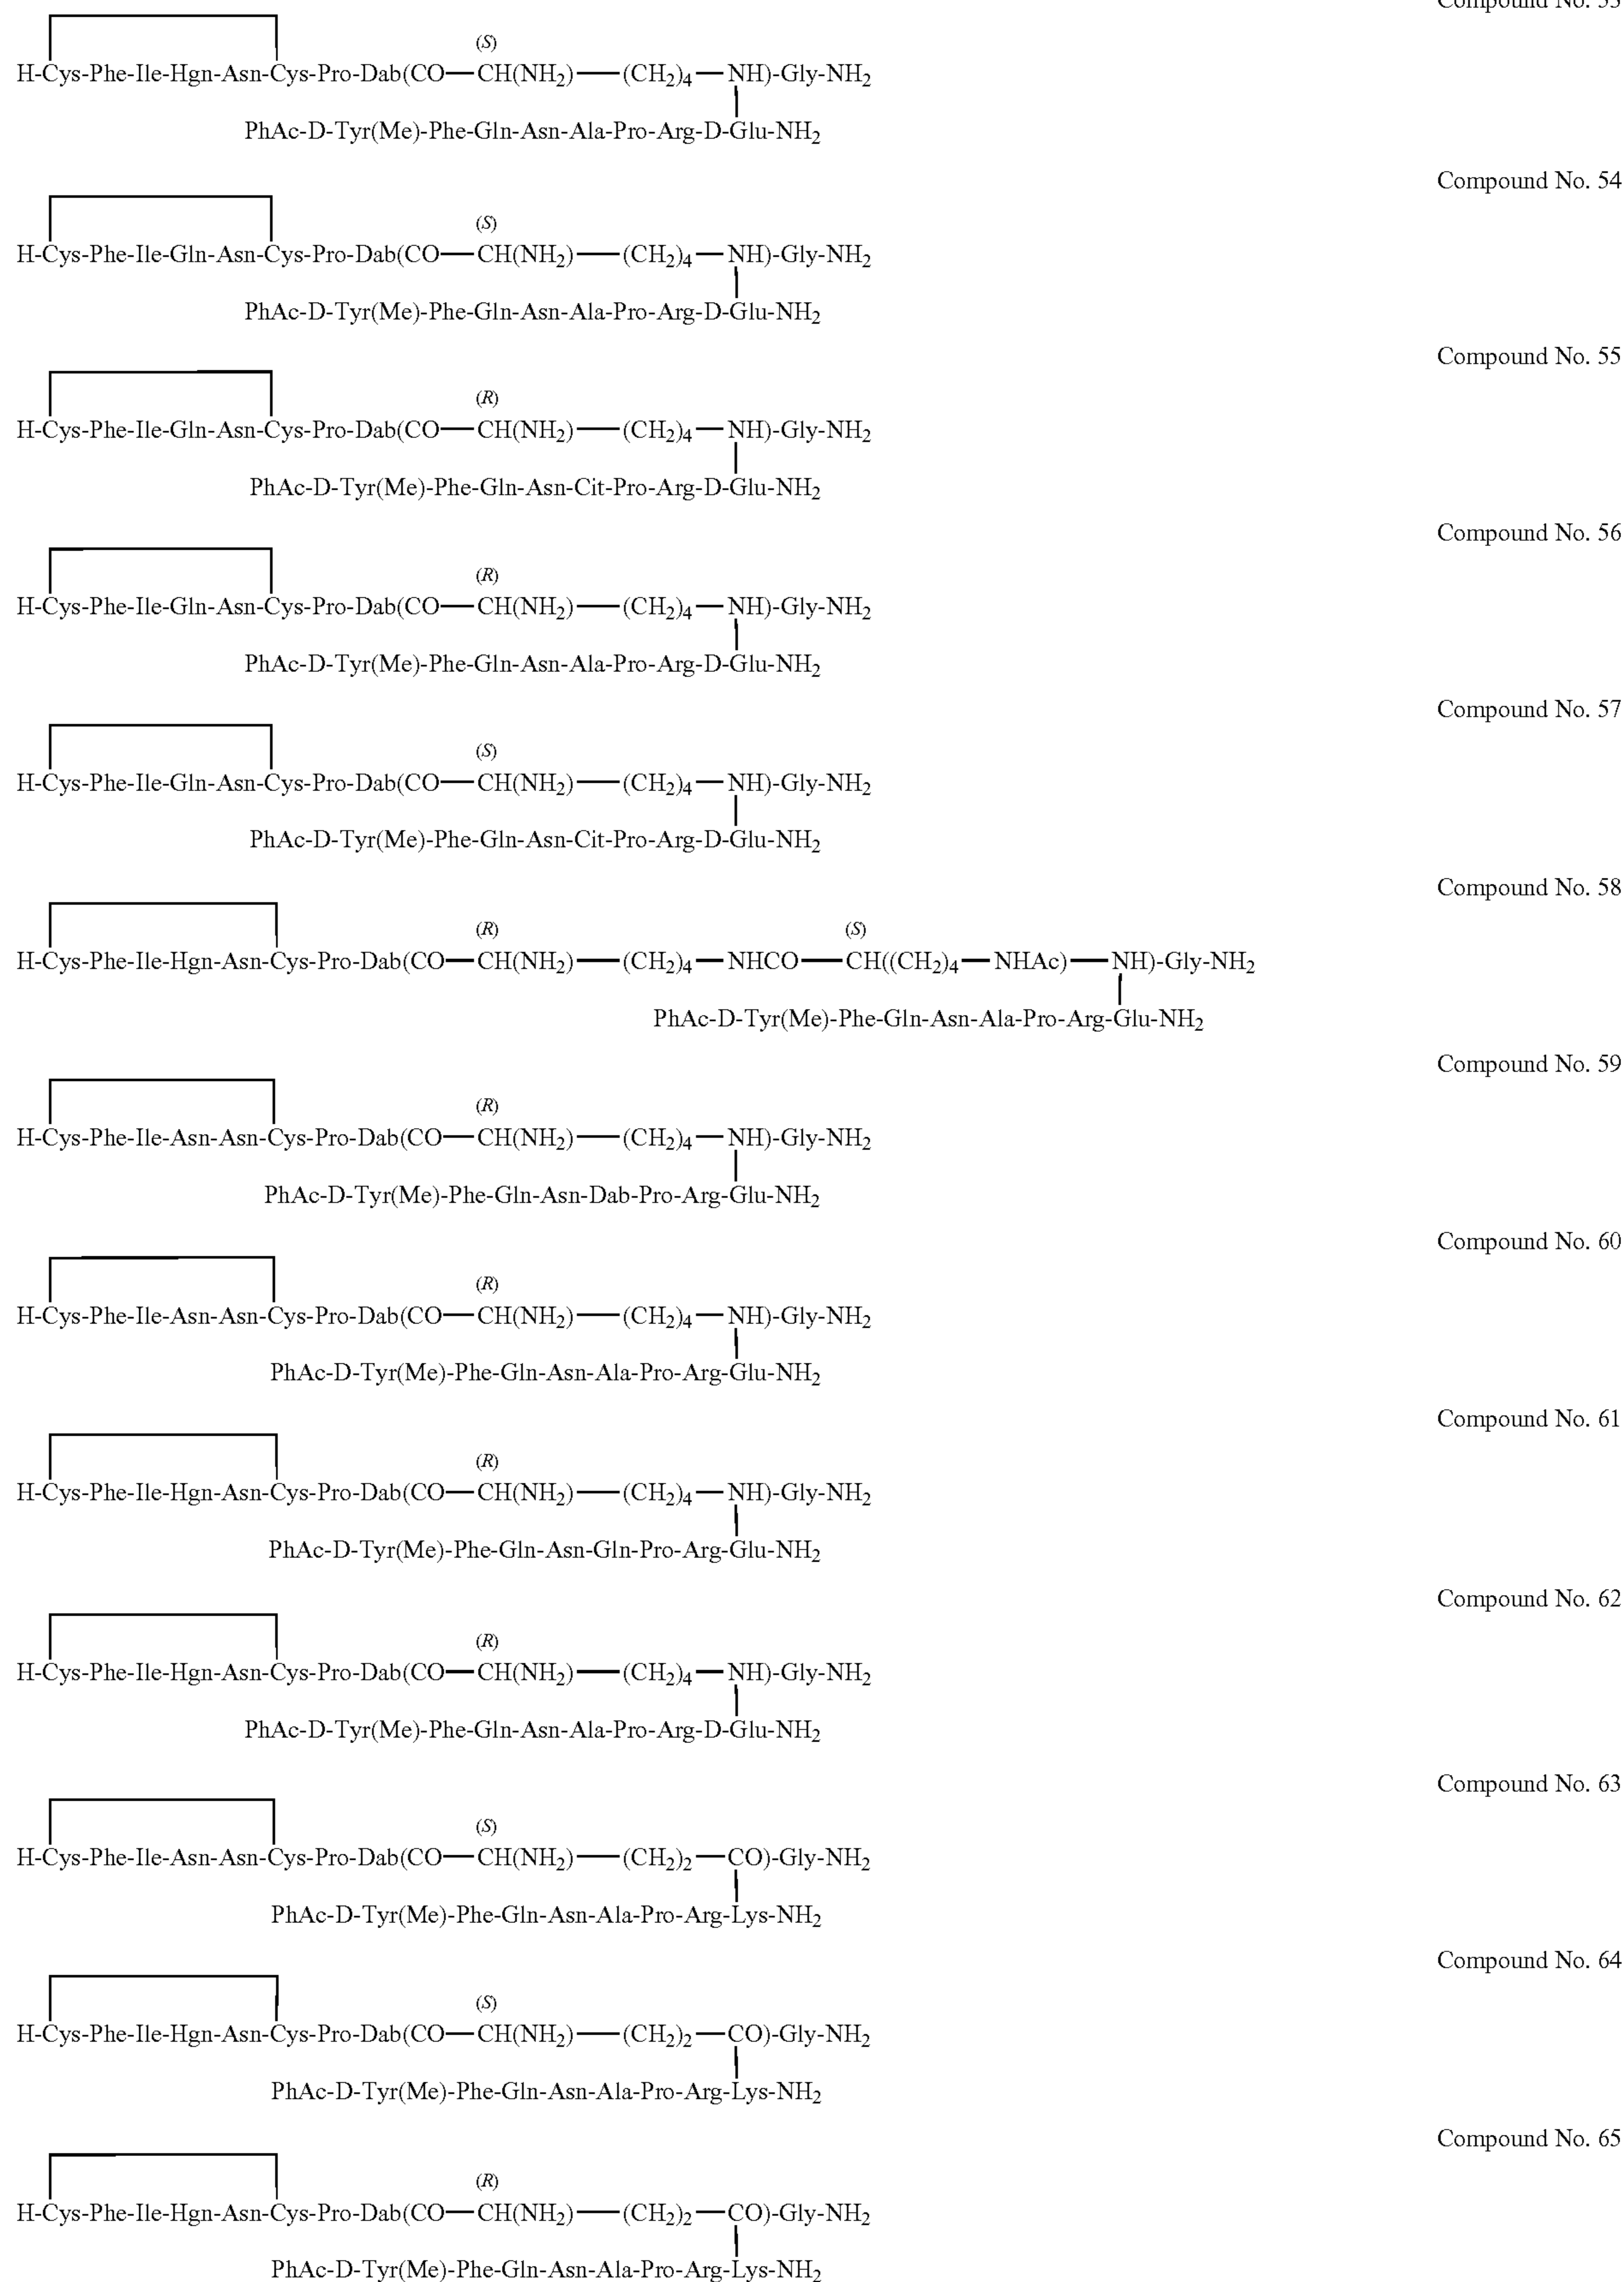 Compound No. 53
(S)
H-Cys-Phe-Ile-Hgn-Asn-Cys-Pro-Dab(CO—CH(NH₂)—(CH₂)₄—NH)-Gly-NH₂
PhAc-D-Tyr(Me)-Phe-Gln-Asn-Ala-Pro-Arg-D-Glu-NH₂
Compound No. 54
(S)
H-Cys-Phe-Ile-Gln-Asn-Cys-Pro-Dab(CO—CH(NH₂)—(CH₂)₄—NH)-Gly-NH₂
PhAc-D-Tyr(Me)-Phe-Gln-Asn-Ala-Pro-Arg-D-Glu-NH₂
Compound No. 55
(R)
H-Cys-Phe-Ile-Gln-Asn-Cys-Pro-Dab(CO—CH(NH₂)—(CH₂)₄—NH)-Gly-NH₂
PhAc-D-Tyr(Me)-Phe-Gln-Asn-Cit-Pro-Arg-D-Glu-NH₂
Compound No. 56
(R)
H-Cys-Phe-Ile-Gln-Asn-Cys-Pro-Dab(CO—CH(NH₂)—(CH₂)₄—NH)-Gly-NH₂
PhAc-D-Tyr(Me)-Phe-Gln-Asn-Ala-Pro-Arg-D-Glu-NH₂
Compound No. 57
(S)
H-Cys-Phe-Ile-Gln-Asn-Cys-Pro-Dab(CO—CH(NH₂)—(CH₂)₄—NH)-Gly-NH₂
PhAc-D-Tyr(Me)-Phe-Gln-Asn-Cit-Pro-Arg-D-Glu-NH₂
Compound No. 58
(R) (S)
H-Cys-Phe-Ile-Hgn-Asn-Cys-Pro-Dab(CO—CH(NH₂)—(CH₂)₄—NHCO—CH((CH₂)₄—NHAc)—NH)-Gly-NH₂
PhAc-D-Tyr(Me)-Phe-Gln-Asn-Ala-Pro-Arg-Glu-NH₂
Compound No. 59
(R)
H-Cys-Phe-Ile-Asn-Asn-Cys-Pro-Dab(CO—CH(NH₂)—(CH₂)₄—NH)-Gly-NH₂
PhAc-D-Tyr(Me)-Phe-Gln-Asn-Dab-Pro-Arg-Glu-NH₂
Compound No. 60
(R)
H-Cys-Phe-Ile-Asn-Asn-Cys-Pro-Dab(CO—CH(NH₂)—(CH₂)₄—NH)-Gly-NH₂
PhAc-D-Tyr(Me)-Phe-Gln-Asn-Ala-Pro-Arg-Glu-NH₂
Compound No. 61
(R)
H-Cys-Phe-Ile-Hgn-Asn-Cys-Pro-Dab(CO—CH(NH₂)—(CH₂)₄—NH)-Gly-NH₂
PhAc-D-Tyr(Me)-Phe-Gln-Asn-Gln-Pro-Arg-Glu-NH₂
Compound No. 62
(R)
H-Cys-Phe-Ile-Hgn-Asn-Cys-Pro-Dab(CO—CH(NH₂)—(CH₂)₄—NH)-Gly-NH₂
PhAc-D-Tyr(Me)-Phe-Gln-Asn-Ala-Pro-Arg-D-Glu-NH₂
Compound No. 63
(S)
H-Cys-Phe-Ile-Asn-Asn-Cys-Pro-Dab(CO—CH(NH₂)—(CH₂)₂—CO)-Gly-NH₂
PhAc-D-Tyr(Me)-Phe-Gln-Asn-Ala-Pro-Arg-Lys-NH₂
Compound No. 64
(S)
H-Cys-Phe-Ile-Hgn-Asn-Cys-Pro-Dab(CO—CH(NH₂)—(CH₂)₂—CO)-Gly-NH₂
PhAc-D-Tyr(Me)-Phe-Gln-Asn-Ala-Pro-Arg-Lys-NH₂
Compound No. 65
(R)
H-Cys-Phe-Ile-Hgn-Asn-Cys-Pro-Dab(CO—CH(NH₂)—(CH₂)₂—CO)-Gly-NH₂
PhAc-D-Tyr(Me)-Phe-Gln-Asn-Ala-Pro-Arg-Lys-NH₂